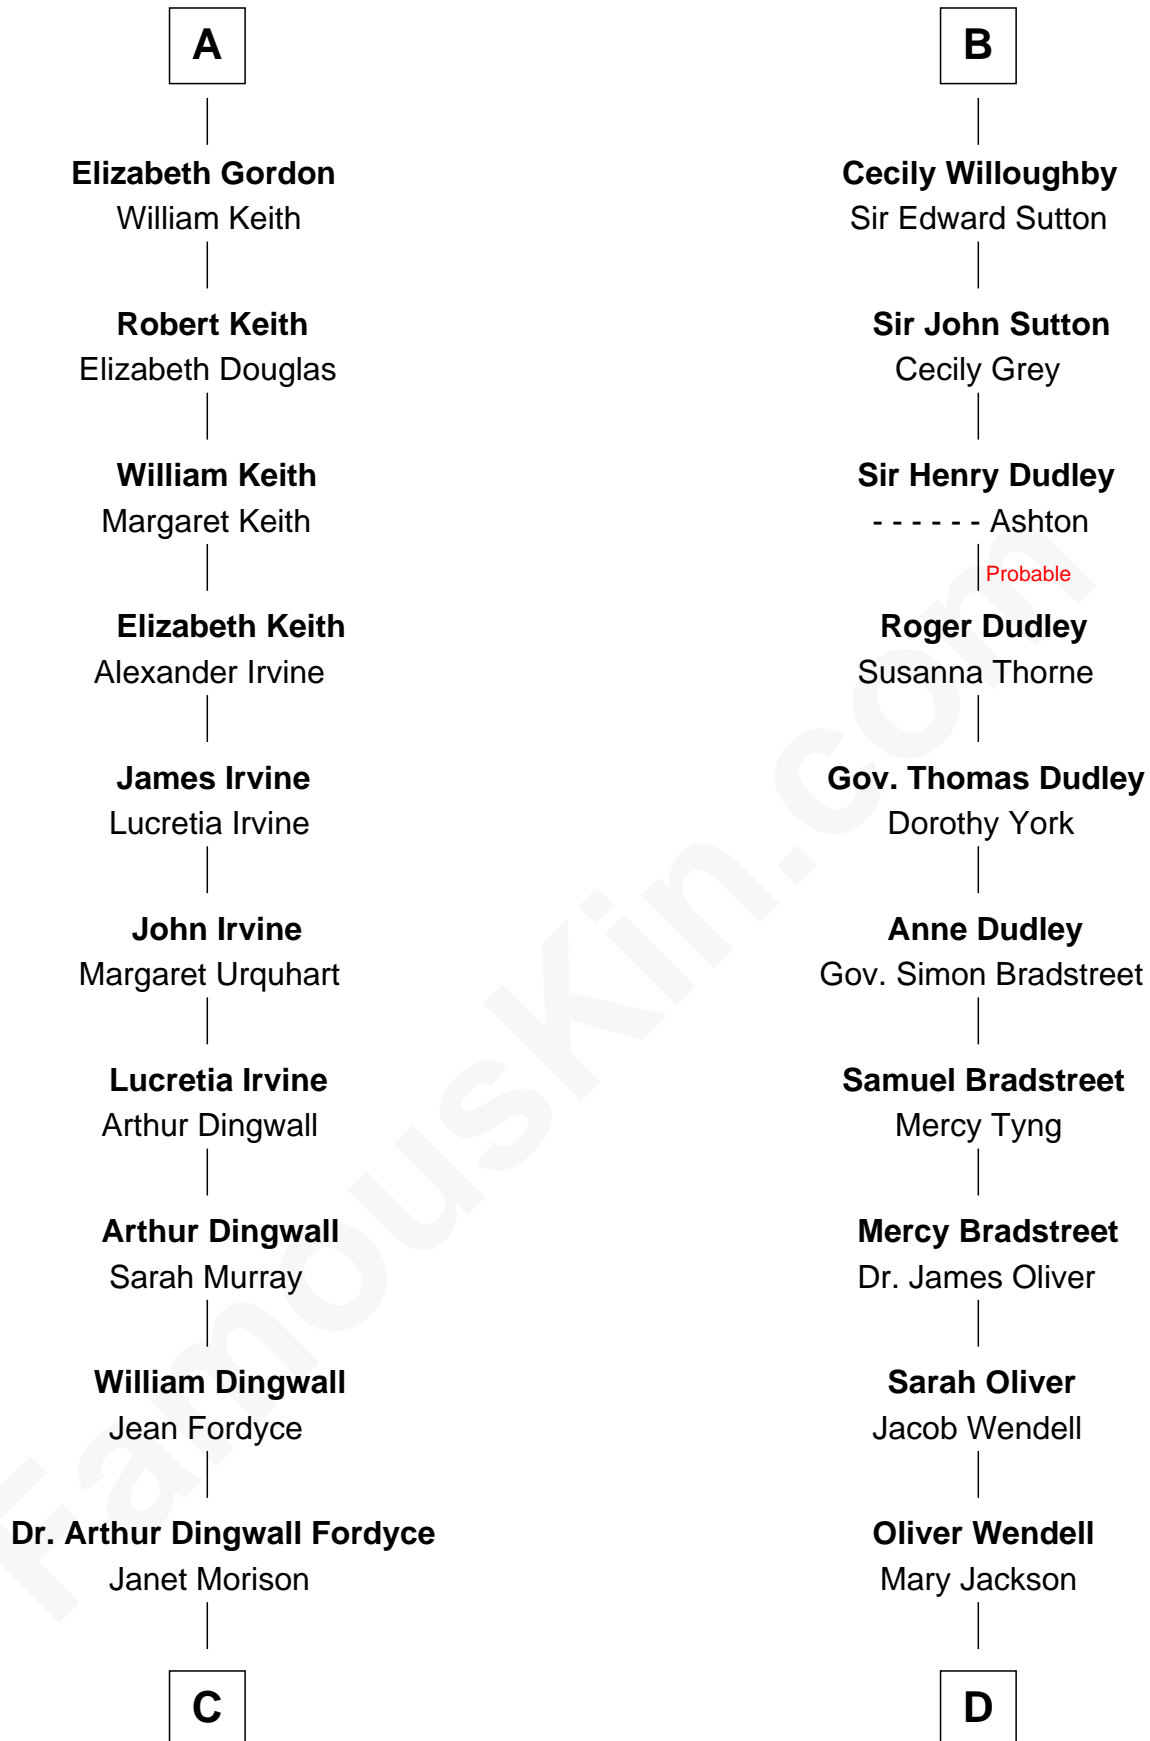 A
Elizabeth Gordon
William Keith
Robert Keith
Elizabeth Douglas
William Keith
Margaret Keith
Elizabeth Keith
Alexander Irvine
James Irvine
Lucretia Irvine
John Irvine
Margaret Urquhart
Lucretia Irvine
Arthur Dingwall
Arthur Dingwall
Sarah Murray
William Dingwall
Jean Fordyce
Dr. Arthur Dingwall Fordyce
Janet Morison
C
B
Cecily Willoughby
Sir Edward Sutton
Sir John Sutton
Cecily Grey
Sir Henry Dudley
- - - - - - Ashton
Probable
Roger Dudley
Susanna Thorne
Gov. Thomas Dudley
Dorothy York
Anne Dudley
Gov. Simon Bradstreet
Samuel Bradstreet
Mercy Tyng
Mercy Bradstreet
Dr. James Oliver
Sarah Oliver
Jacob Wendell
Oliver Wendell
Mary Jackson
D
FamousKin.com